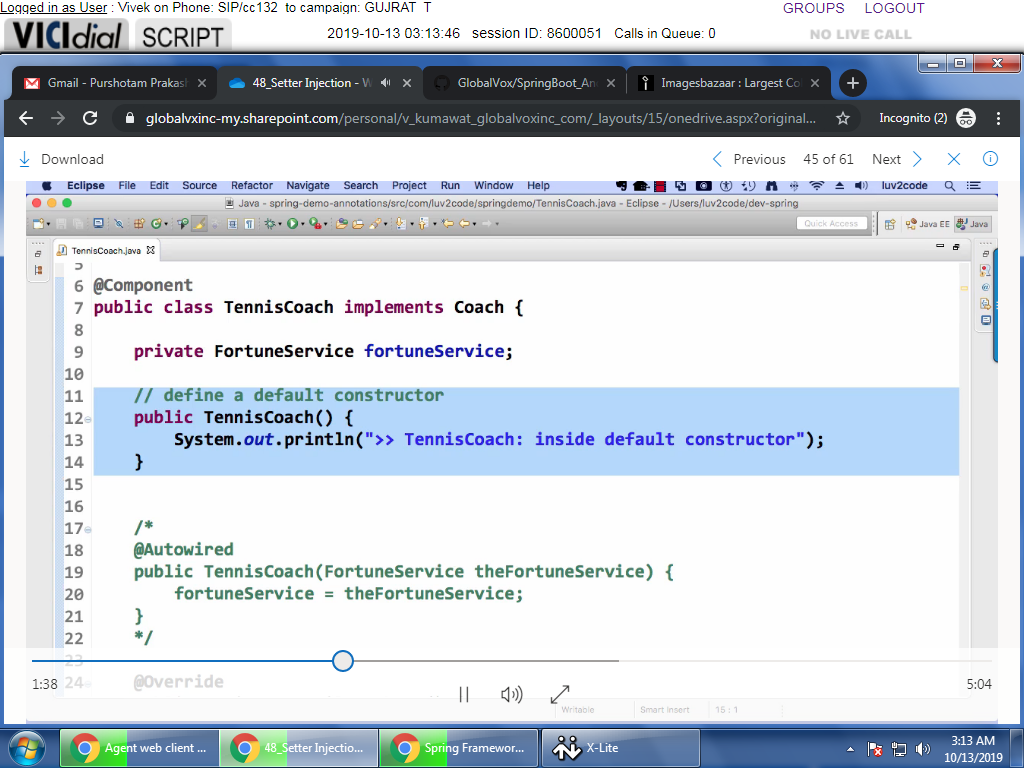 Logged in as User : Vivek on Phone: SIP/cc132 to campaign: GUJRAT_T
GROUPS LOGOUT
VICIdial SCRIPT
2019-10-13 03:13:46 session ID: 8600051 Calls in Queue: 0
NO LIVE CALL
Gmail - Purshotam Prakash
48_Setter Injection - W
GlobalVox/SpringBoot_An
Imagesbazaar : Largest Co
globalvxinc-my.sharepoint.com/personal/v_kumawat_globalvoxinc_com/_layouts/15/onedrive.aspx?original...
Incognito (2)
Download
Previous 45 of 61 Next
Eclipse File Edit Source Refactor Navigate Search Project Run Window Help
luv2code
Java - spring-demo-annotations/src/com/luv2code/springdemo/TennisCoach.java - Eclipse - /Users/luv2code/dev-spring
Quick Access Java EE Java
TennisCoach.java
5
6 @Component
7 public class TennisCoach implements Coach {
8
9 private FortuneService fortuneService;
10
11 // define a default constructor
12 public TennisCoach() {
13 System.out.println(">> TennisCoach: inside default constructor");
14 }
15
16
17 /*
18 @Autowired
19 public TennisCoach(FortuneService theFortuneService) {
20 fortuneService = theFortuneService;
21 }
22 */
23
24 @Override
1:38
5:04
Writable Smart Insert 15 : 1
Agent web client ...
48_Setter Injectio...
Spring Framewor...
X-Lite
3:13 AM
10/13/2019